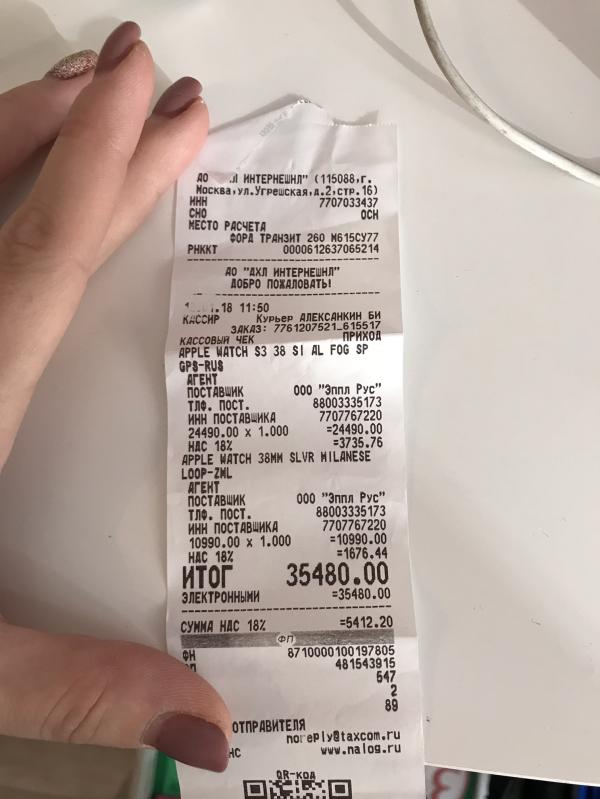 АО ИНТЕРНЕШНЛ" (115088,г.
Москва,ул.Угрешская,д.2,стр.16)
ИНН 7707033437
СНО ОСН
МЕСТО РАСЧЕТА
ФОРД ТРАНЗИТ 260 М615СУ77
РНККТ 0000612637065214
АО "ДХЛ ИНТЕРНЕШНЛ"
ДОБРО ПОЖАЛОВАТЬ!
.18 11:50
КАССИР Курьер АЛЕКСАНКИН БИ
ЗАКАЗ: 7761207521_615517
КАССОВЫЙ ЧЕК ПРИХОД
APPLE WATCH S3 38 SI AL FOG SP
GPS-RUS
АГЕНТ
ПОСТАВЩИК ООО "Эппл Рус"
ТЛФ. ПОСТ. 88003335173
ИНН ПОСТАВЩИКА 7707767220
24490.00 x 1.000 =24490.00
НДС 18% =3735.76
APPLE WATCH 38MM SLVR MILANESE
LOOP-ZML
АГЕНТ
ПОСТАВЩИК ООО "Эппл Рус"
ТЛФ. ПОСТ. 88003335173
ИНН ПОСТАВЩИКА 7707767220
10990.00 x 1.000 =10990.00
НДС 18% =1676.44
ИТОГ 35480.00
ЭЛЕКТРОННЫМИ =35480.00
СУММА НДС 18% =5412.20
ФП
ФН 8710000100197805
481543915
547
2
89
ОТПРАВИТЕЛЯ
noreply@taxcom.ru
www.nalog.ru
QR-код